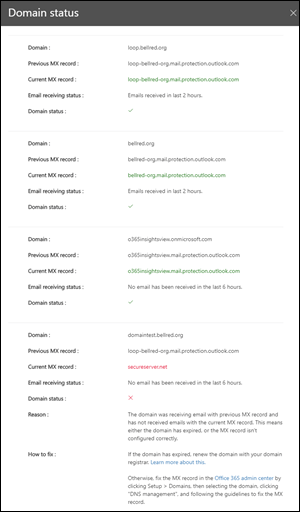 Domain status
Domain : loop.bellred.org
Previous MX record : loop-bellred-org.mail.protection.outlook.com
Current MX record : loop-bellred-org.mail.protection.outlook.com
Email receiving status : Emails received in last 2 hours.
Domain status :
Domain : bellred.org
Previous MX record : bellred-org.mail.protection.outlook.com
Current MX record : bellred-org.mail.protection.outlook.com
Email receiving status : Emails received in last 2 hours.
Domain status :
Domain : o365insightsview.onmicrosoft.com
Previous MX record : o365insightsview.mail.protection.outlook.com
Current MX record : o365insightsview.mail.protection.outlook.com
Email receiving status : No email has been received in the last 6 hours.
Domain status :
Domain : domaintest.bellred.org
Previous MX record : loop-bellred-org.mail.protection.outlook.com
Current MX record : secureserver.net
Email receiving status : No email has been received in the last 6 hours.
Domain status :
Reason : The domain was receiving email with previous MX record and
has not received emails with the current MX record. This means
either the domain has expired, or the MX record isn't
configured correctly.
How to fix : If the domain has expired, renew the domain with your domain
registrar. Learn more about this.
Otherwise, fix the MX record in the Office 365 admin center by
clicking Setup > Domains, then selecting the domain, clicking
"DNS management", and following the guidelines to fix the MX
record.